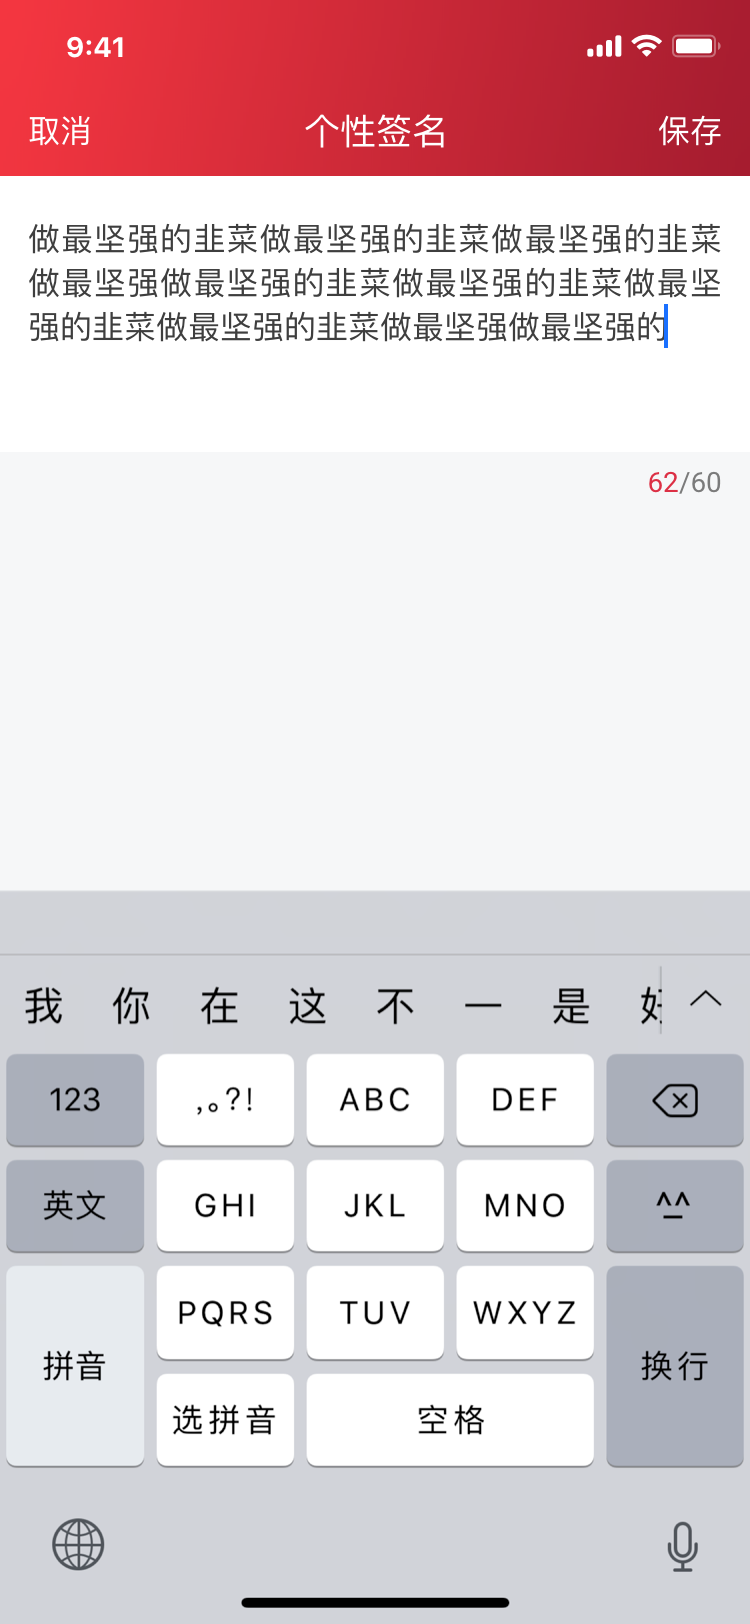 9:41
取消 个性签名 保存
做最坚强的韭菜做最坚强的韭菜做最坚强的韭菜
做最坚强做最坚强的韭菜做最坚强的韭菜做最坚
强的韭菜做最坚强的韭菜做最坚强做最坚强的
62/60
我 你 在 这 不 一 是 好
123 ,。?! ABC DEF
英文 GHI JKL MNO ^^
拼音 PQRS TUV WXYZ 换行
选拼音 空格